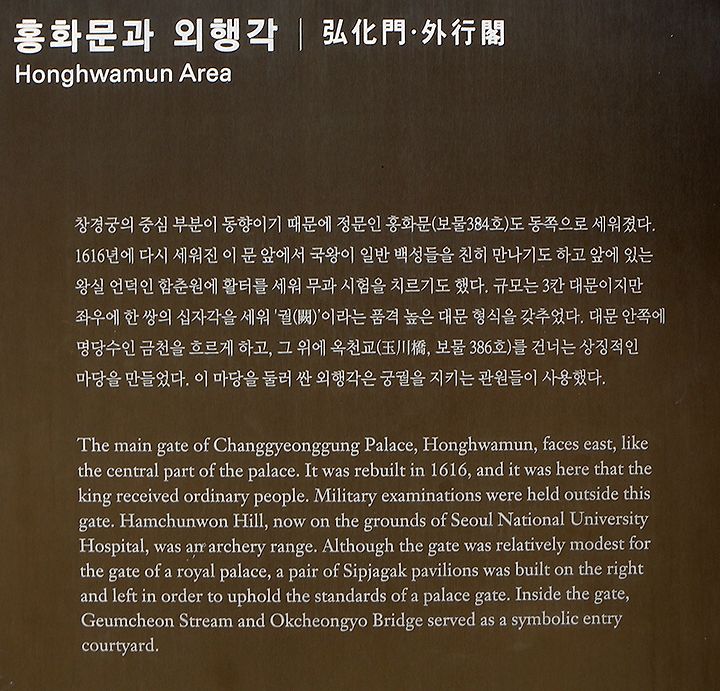 홍화문과 외행각 | 弘化門·外行閣
Honghwamun Area
창경궁의 중심 부분이 동향이기 때문에 정문인 홍화문(보물384호)도 동쪽으로 세워졌다.
1616년에 다시 세워진 이 문 앞에서 국왕이 일반 백성들을 친히 만나기도 하고 앞에 있는
왕실 언덕인 함춘원에 활터를 세워 무과 시험을 치르기도 했다. 규모는 3칸 대문이지만
좌우에 한 쌍의 십자각을 세워 '궐(闕)'이라는 품격 높은 대문 형식을 갖추었다. 대문 안쪽에
명당수인 금천을 흐르게 하고, 그 위에 옥천교(玉川橋, 보물 386호)를 건너는 상징적인
마당을 만들었다. 이 마당을 둘러 싼 외행각은 궁궐을 지키는 관원들이 사용했다.
The main gate of Changgyeonggung Palace, Honghwamun, faces east, like
the central part of the palace. It was rebuilt in 1616, and it was here that the
king received ordinary people. Military examinations were held outside this
gate. Hamchunwon Hill, now on the grounds of Seoul National University
Hospital, was an archery range. Although the gate was relatively modest for
the gate of a royal palace, a pair of Sipjagak pavilions was built on the right
and left in order to uphold the standards of a palace gate. Inside the gate,
Geumcheon Stream and Okcheongyo Bridge served as a symbolic entry
courtyard.